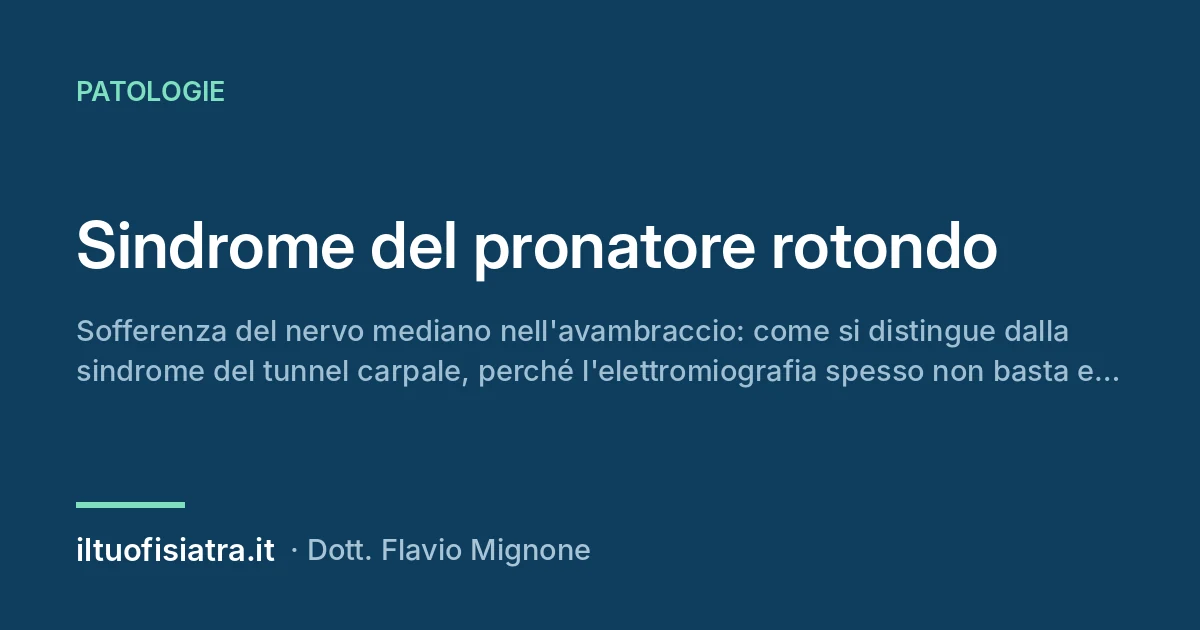 PATOLOGIE
Sindrome del pronatore rotondo
Sofferenza del nervo mediano nell'avambraccio: come si distingue dalla
sindrome del tunnel carpale, perché l'elettromiografia spesso non basta e...
iltuofisiatra.it · Dott. Flavio Mignone